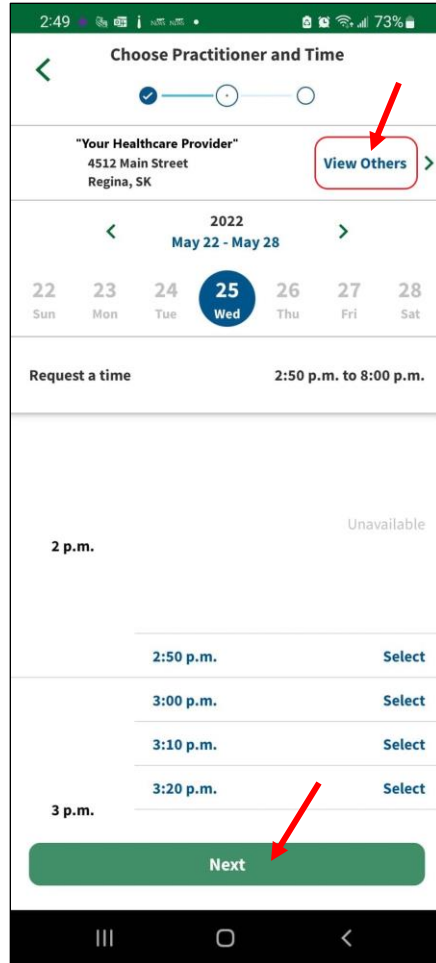 2:49
73%
Choose Practitioner and Time
"Your Healthcare Provider"
4512 Main Street
Regina, SK
View Others
2022
May 22 - May 28
22 23 24 25 26 27 28
Sun Mon Tue Wed Thu Fri Sat
Request a time 2:50 p.m. to 8:00 p.m.
Unavailable
2 p.m.
2:50 p.m. Select
3:00 p.m. Select
3:10 p.m. Select
3:20 p.m. Select
3 p.m.
Next